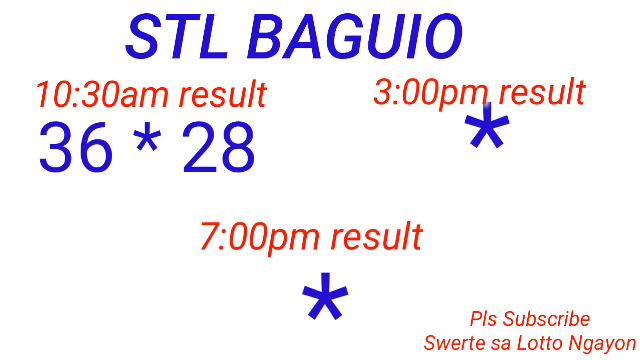 STL BAGUIO
10:30am result
36 * 28
3:00pm result
*
7:00pm result
*
Pls Subscribe
Swerte sa Lotto Ngayon